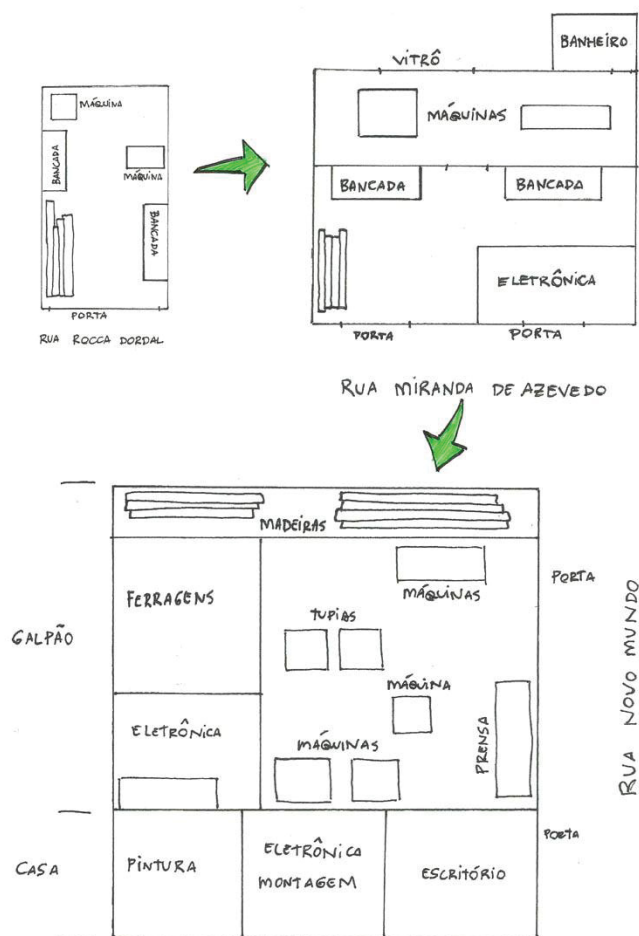 MÁQUINA
BANCADA
MÁQUINA
BANCADA
PORTA
RUA ROCCA DORDAL
BANHEIRO
VITRÔ
MÁQUINAS
BANCADA
BANCADA
ELETRÔNICA
PORTA
PORTA
RUA MIRANDA DE AZEVEDO
MADEIRAS
GALPÃO
FERRAGENS
MÁQUINAS
PORTA
TUPIAS
MÁQUINA
ELETRÔNICA
MÁQUINAS
PRENSA
RUA NOVO MUNDO
CASA
PINTURA
ELETRÔNICA
MONTAGEM
ESCRITÓRIO
PORTA